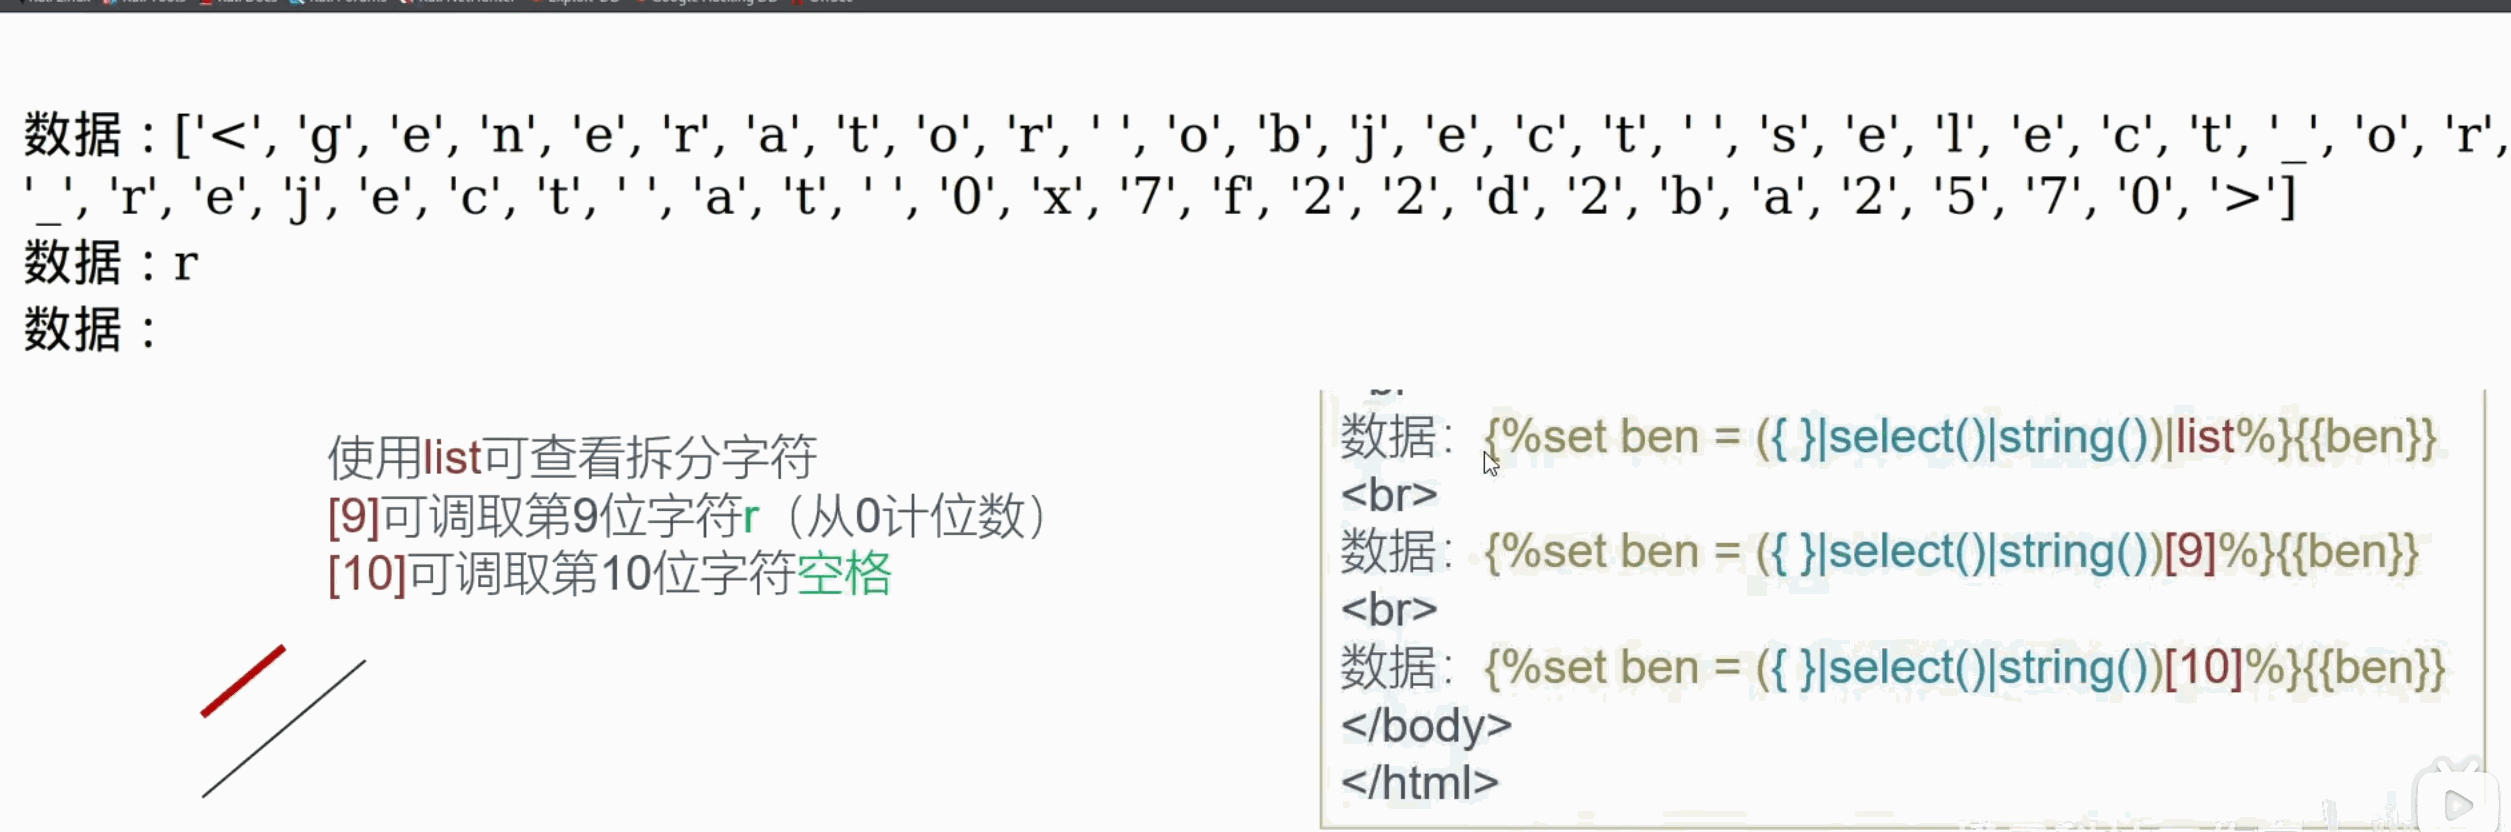 数据：['<', 'g', 'e', 'n', 'e', 'r', 'a', 't', 'o', 'r', ' ', 'o', 'b', 'j', 'e', 'c', 't', ' ', 's', 'e', 'l', 'e', 'c', 't', '_', 'o', 'r',
'_', 'r', 'e', 'j', 'e', 'c', 't', ' ', 'a', 't', ' ', '0', 'x', '7', 'f', '2', '2', 'd', '2', 'b', 'a', '2', '5', '7', '0', '>']
数据：r
数据：
使用list可查看拆分字符
[9]可调取第9位字符r（从0计位数）
[10]可调取第10位字符空格
数据：{%set ben = ({ }|select()|string())|list%}{{ben}}
<br>
数据：{%set ben = ({ }|select()|string())[9]%}{{ben}}
<br>
数据：{%set ben = ({ }|select()|string())[10]%}{{ben}}
</body>
</html>